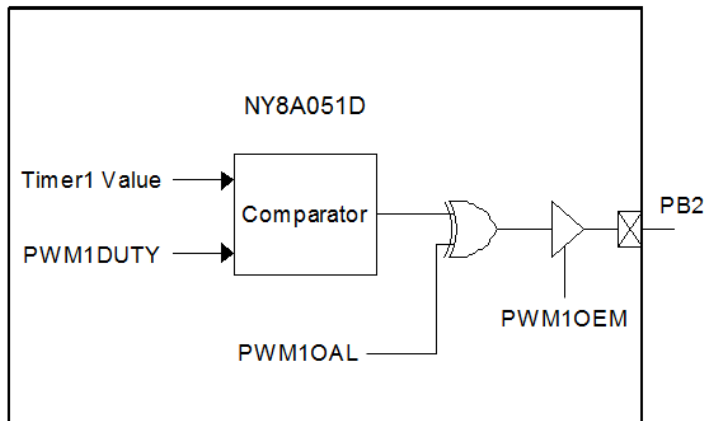 NY8A051D
Timer1 Value
Comparator
PB2
PWM1DUTY
PWM1OEM
PWM1OAL